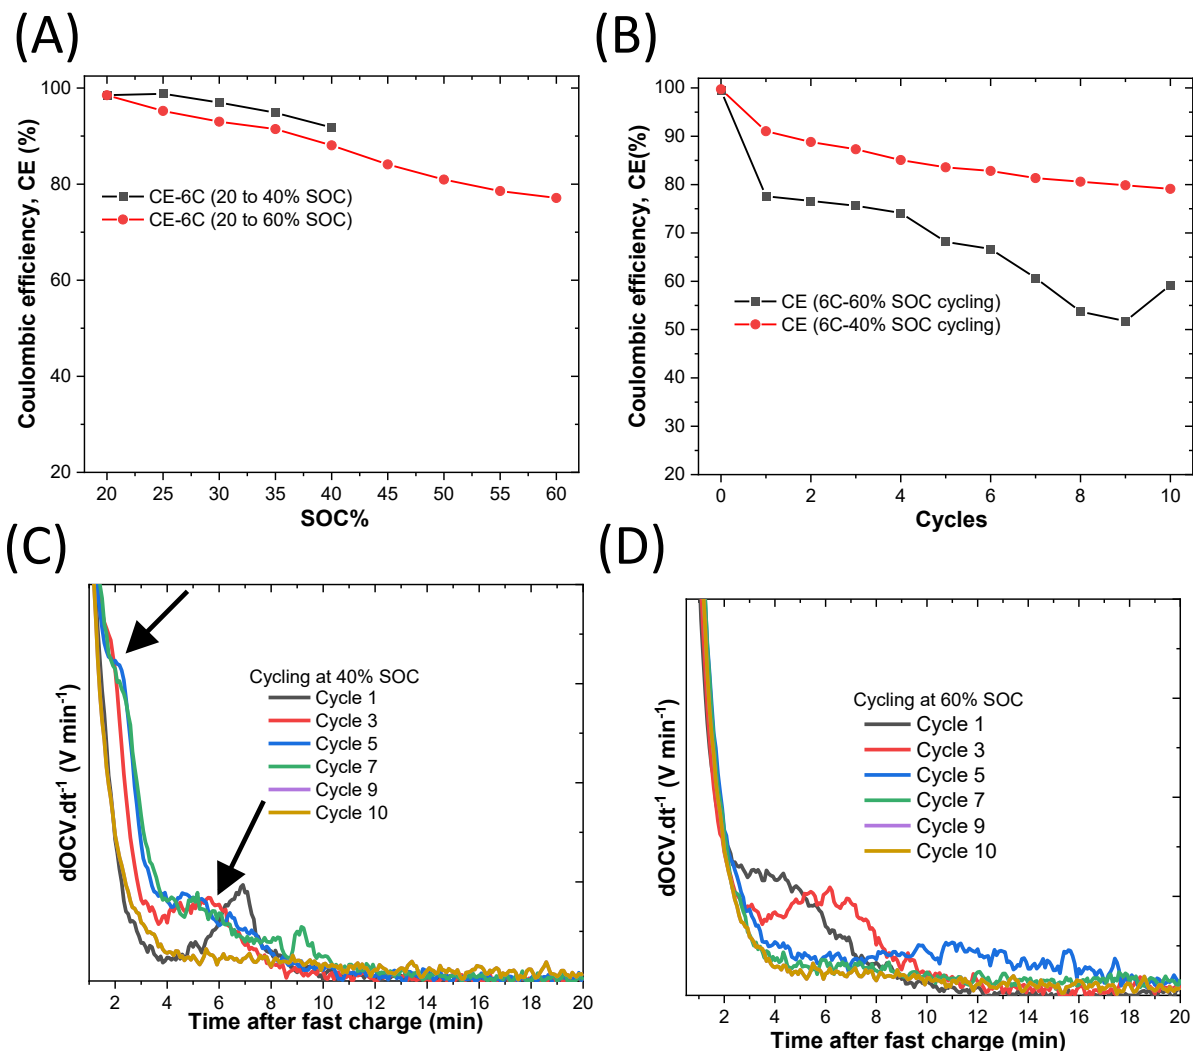 (A)
100
80
60
40
20
Coulombic efficiency, CE (%)
CE-6C (20 to 40% SOC)
CE-6C (20 to 60% SOC)
20 25 30 35 40 45 50 55 60
SOC%
(B)
100
90
80
70
60
50
40
30
20
Coulombic efficiency, CE(%)
CE (6C-60% SOC cycling)
CE (6C-40% SOC cycling)
0 2 4 6 8 10
Cycles
(C)
dOCV.dt⁻¹ (V min⁻¹)
Cycling at 40% SOC
Cycle 1
Cycle 3
Cycle 5
Cycle 7
Cycle 9
Cycle 10
2 4 6 8 10 12 14 16 18 20
Time after fast charge (min)
(D)
dOCV.dt⁻¹ (V min⁻¹)
Cycling at 60% SOC
Cycle 1
Cycle 3
Cycle 5
Cycle 7
Cycle 9
Cycle 10
2 4 6 8 10 12 14 16 18 20
Time after fast charge (min)